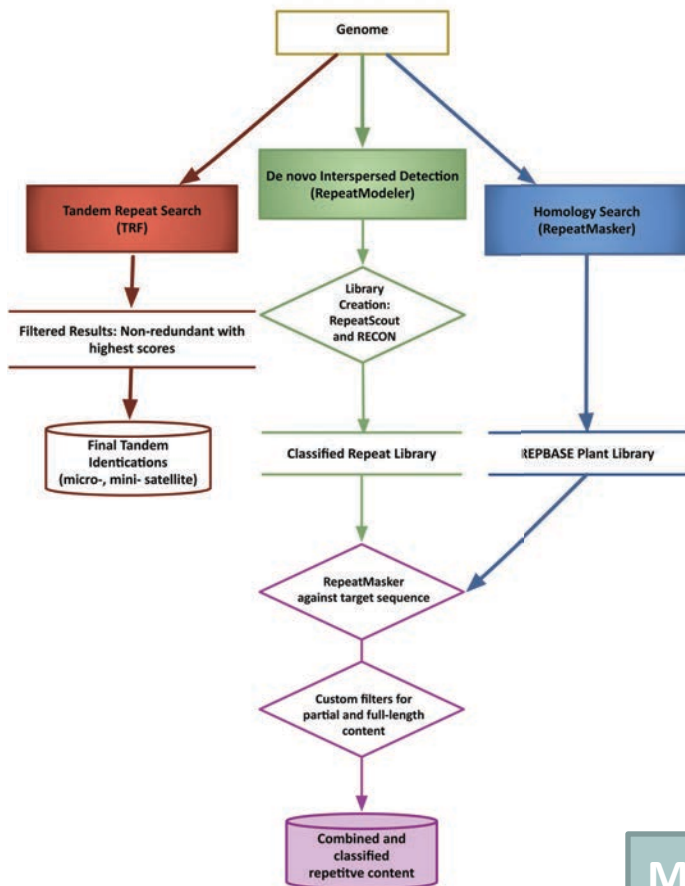 Genome
De novo Interspersed Detection
(RepeatModeler)
Tandem Repeat Search
(TRF)
Homology Search
(RepeatMasker)
Library
Creation:
RepeatScout
and RECON
Filtered Results: Non-redundant with
highest scores
Final Tandem
Identications
(micro-, mini- satellite)
Classified Repeat Library
REPBASE Plant Library
RepeatMasker
against target sequence
Custom filters for
partial and full-length
content
Combined and
classified
repetitve content
M